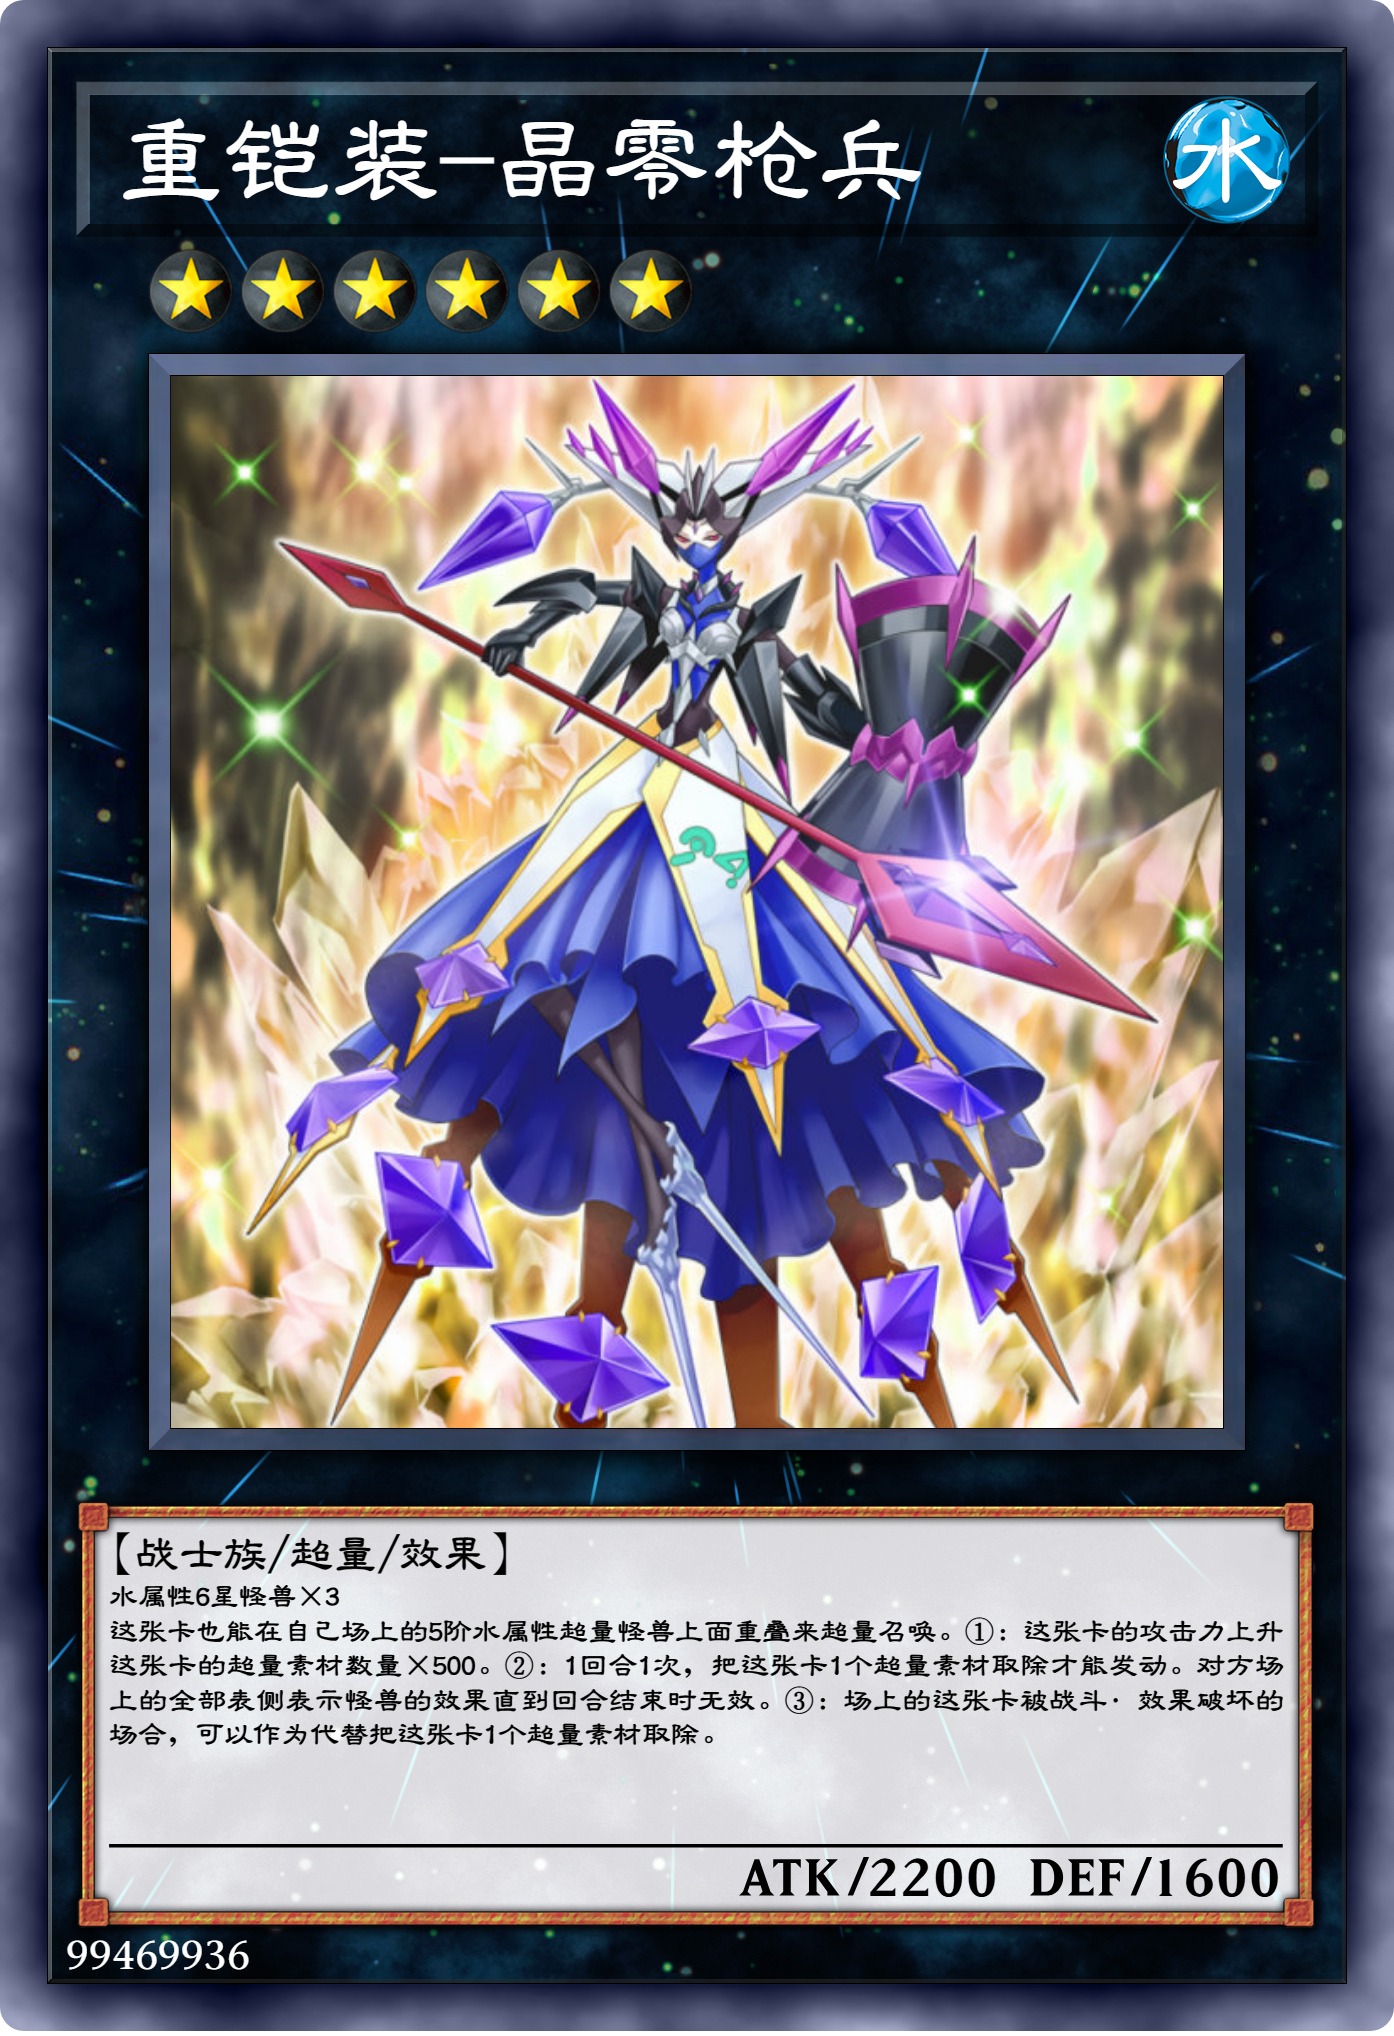 重铠装-晶零枪兵
水
94
【战士族/超量/效果】
水属性6星怪兽×3
这张卡也能在自己场上的5阶水属性超量怪兽上面重叠来超量召唤。①：这张卡的攻击力上升
这张卡的超量素材数量×500。②：1回合1次，把这张卡1个超量素材取除才能发动。对方场
上的全部表侧表示怪兽的效果直到回合结束时无效。③：场上的这张卡被战斗·效果破坏的
场合，可以作为代替把这张卡1个超量素材取除。
ATK/2200 DEF/1600
99469936